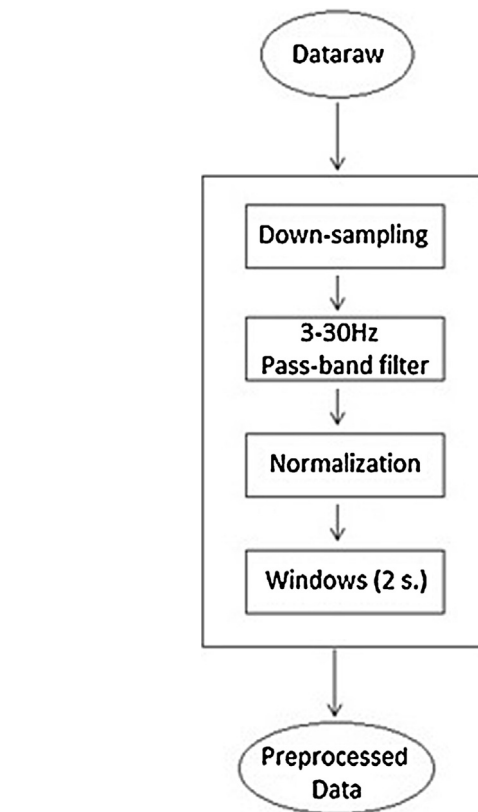 Dataraw
Down-sampling
3-30Hz
Pass-band filter
Normalization
Windows (2 s.)
Preprocessed
Data